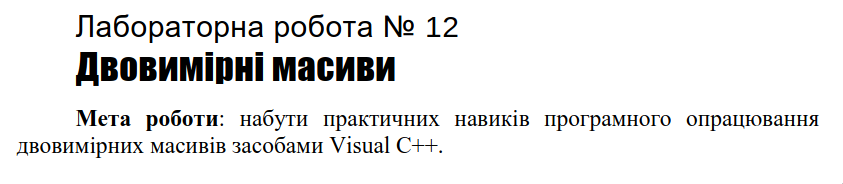 Лабораторна робота № 12
Двовимірні масиви
Мета роботи: набути практичних навиків програмного опрацювання
двовимірних масивів засобами Visual C++.